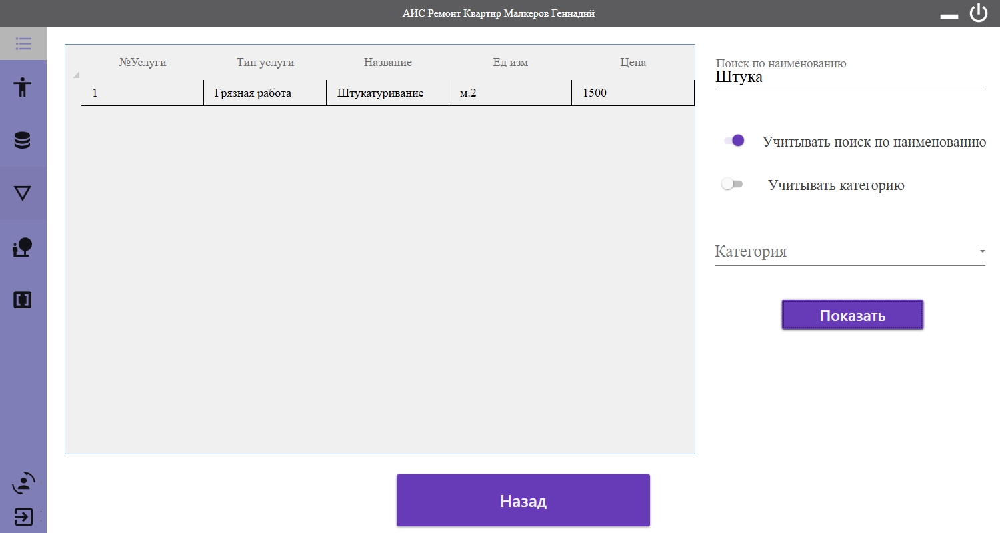 АИС Ремонт Квартир Малкеров Геннадий
№Услуги Тип услуги Название Ед изм Цена
1 Грязная работа Штукатуривание м.2 1500
Поиск по наименованию
Штука
Учитывать поиск по наименованию
Учитывать категорию
Категория
Показать
Назад